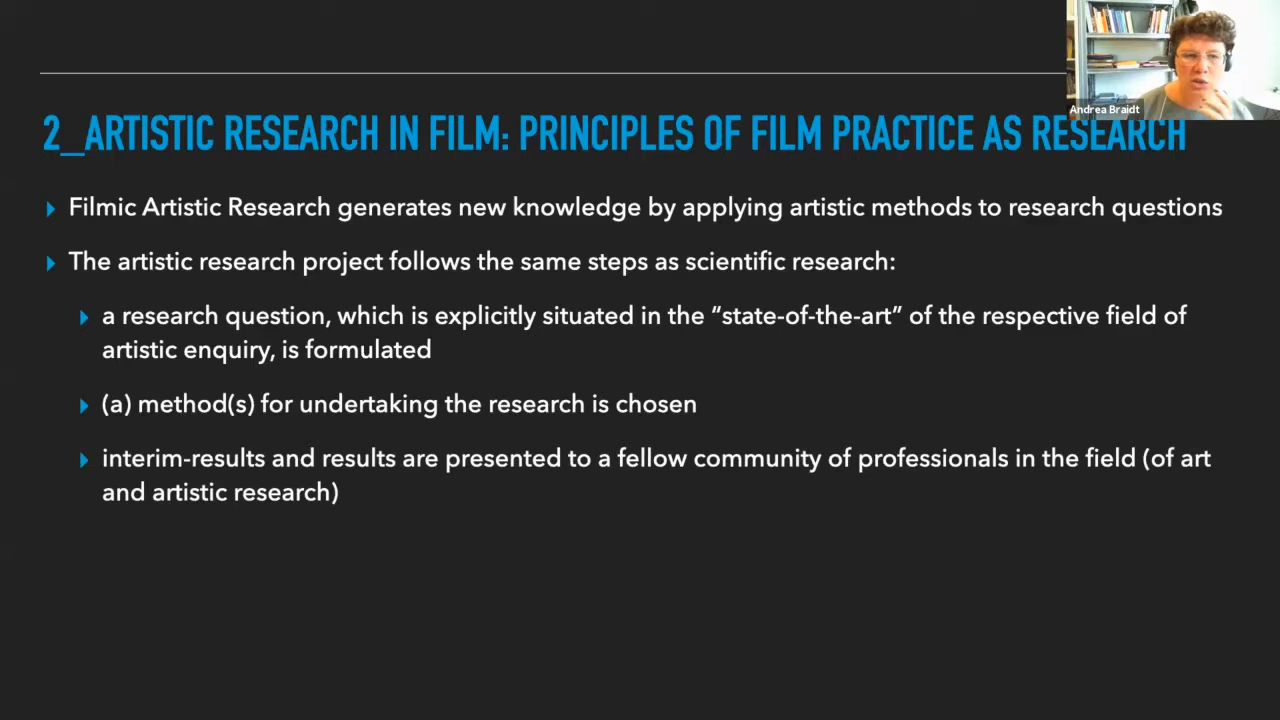 Andrea Braidt
2_ARTISTIC RESEARCH IN FILM: PRINCIPLES OF FILM PRACTICE AS RESEARCH
Filmic Artistic Research generates new knowledge by applying artistic methods to research questions
The artistic research project follows the same steps as scientific research:
a research question, which is explicitly situated in the “state-of-the-art” of the respective field of
artistic enquiry, is formulated
(a) method(s) for undertaking the research is chosen
interim-results and results are presented to a fellow community of professionals in the field (of art
and artistic research)